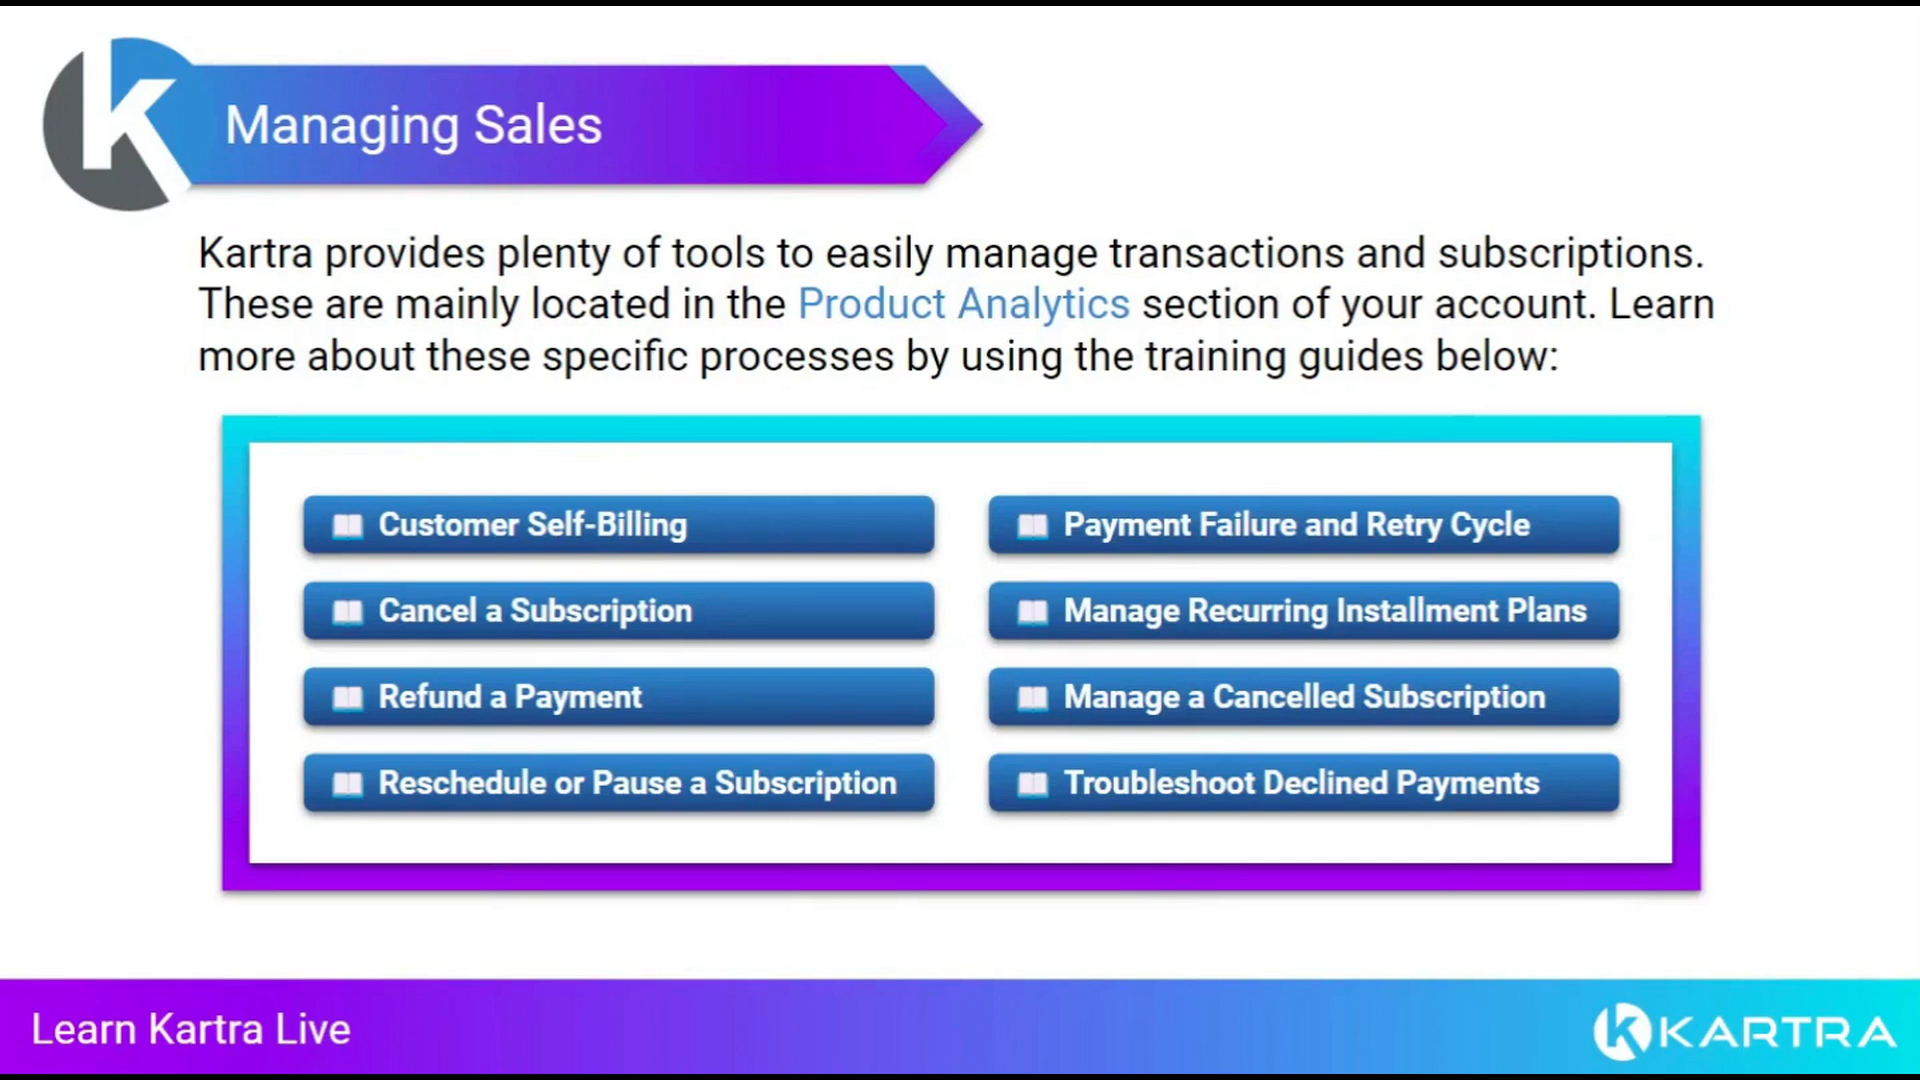 Managing Sales
Kartra provides plenty of tools to easily manage transactions and subscriptions.
These are mainly located in the Product Analytics section of your account. Learn
more about these specific processes by using the training guides below:
Customer Self-Billing
Cancel a Subscription
Refund a Payment
Reschedule or Pause a Subscription
Payment Failure and Retry Cycle
Manage Recurring Installment Plans
Manage a Cancelled Subscription
Troubleshoot Declined Payments
Learn Kartra Live
KARTRA